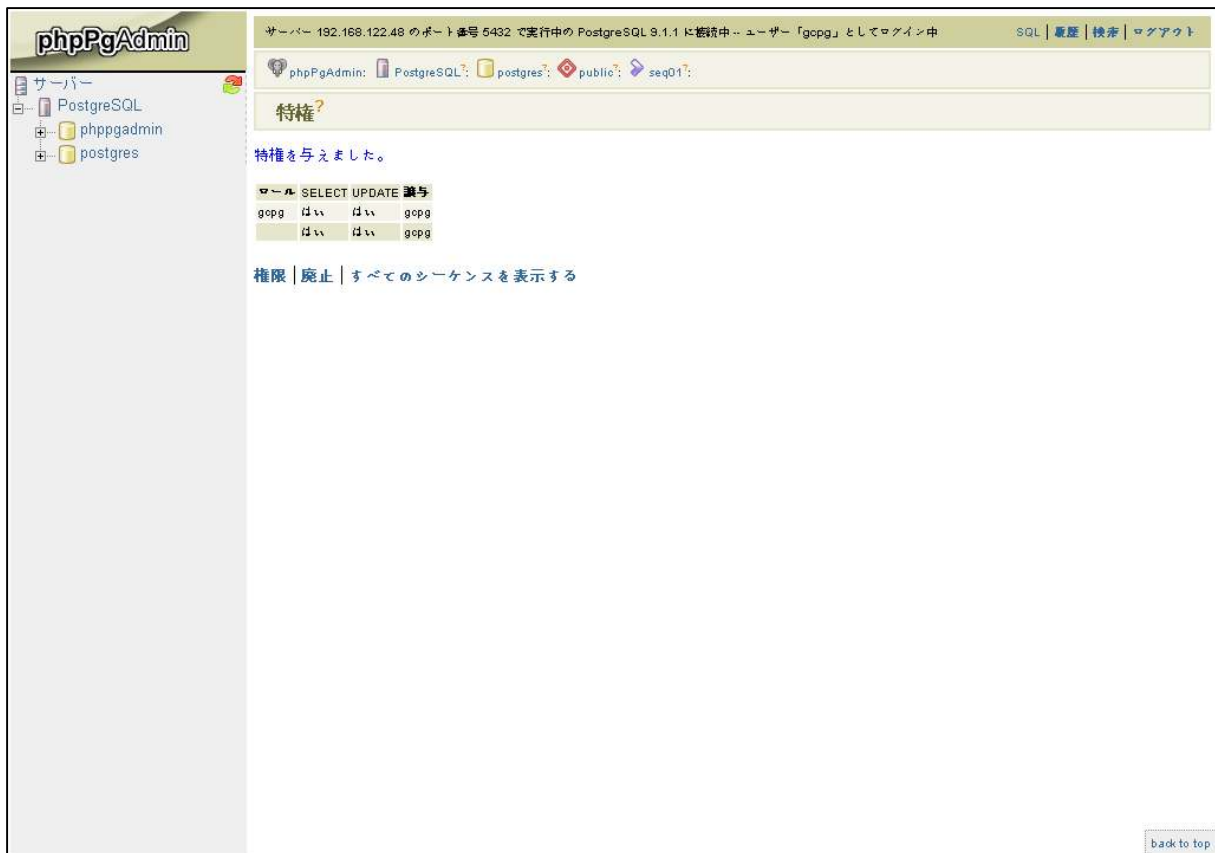 phpPgAdmin
サーバー
PostgreSQL
phppgadmin
postgres
サーバー 192.168.122.48 のポート番号 5432 で実行中の PostgreSQL 9.1.1 に接続中 -- ユーザー「gopg」としてログイン中
SQL | 履歴 | 検索 | ログアウト
phpPgAdmin: PostgreSQL?: postgres?: public?: seq01?:
特権?
特権を与えました。
ロール SELECT UPDATE 譲与
gopg はい はい gopg
はい はい gopg
権限 | 廃止 | すべてのシーケンスを表示する
back to top